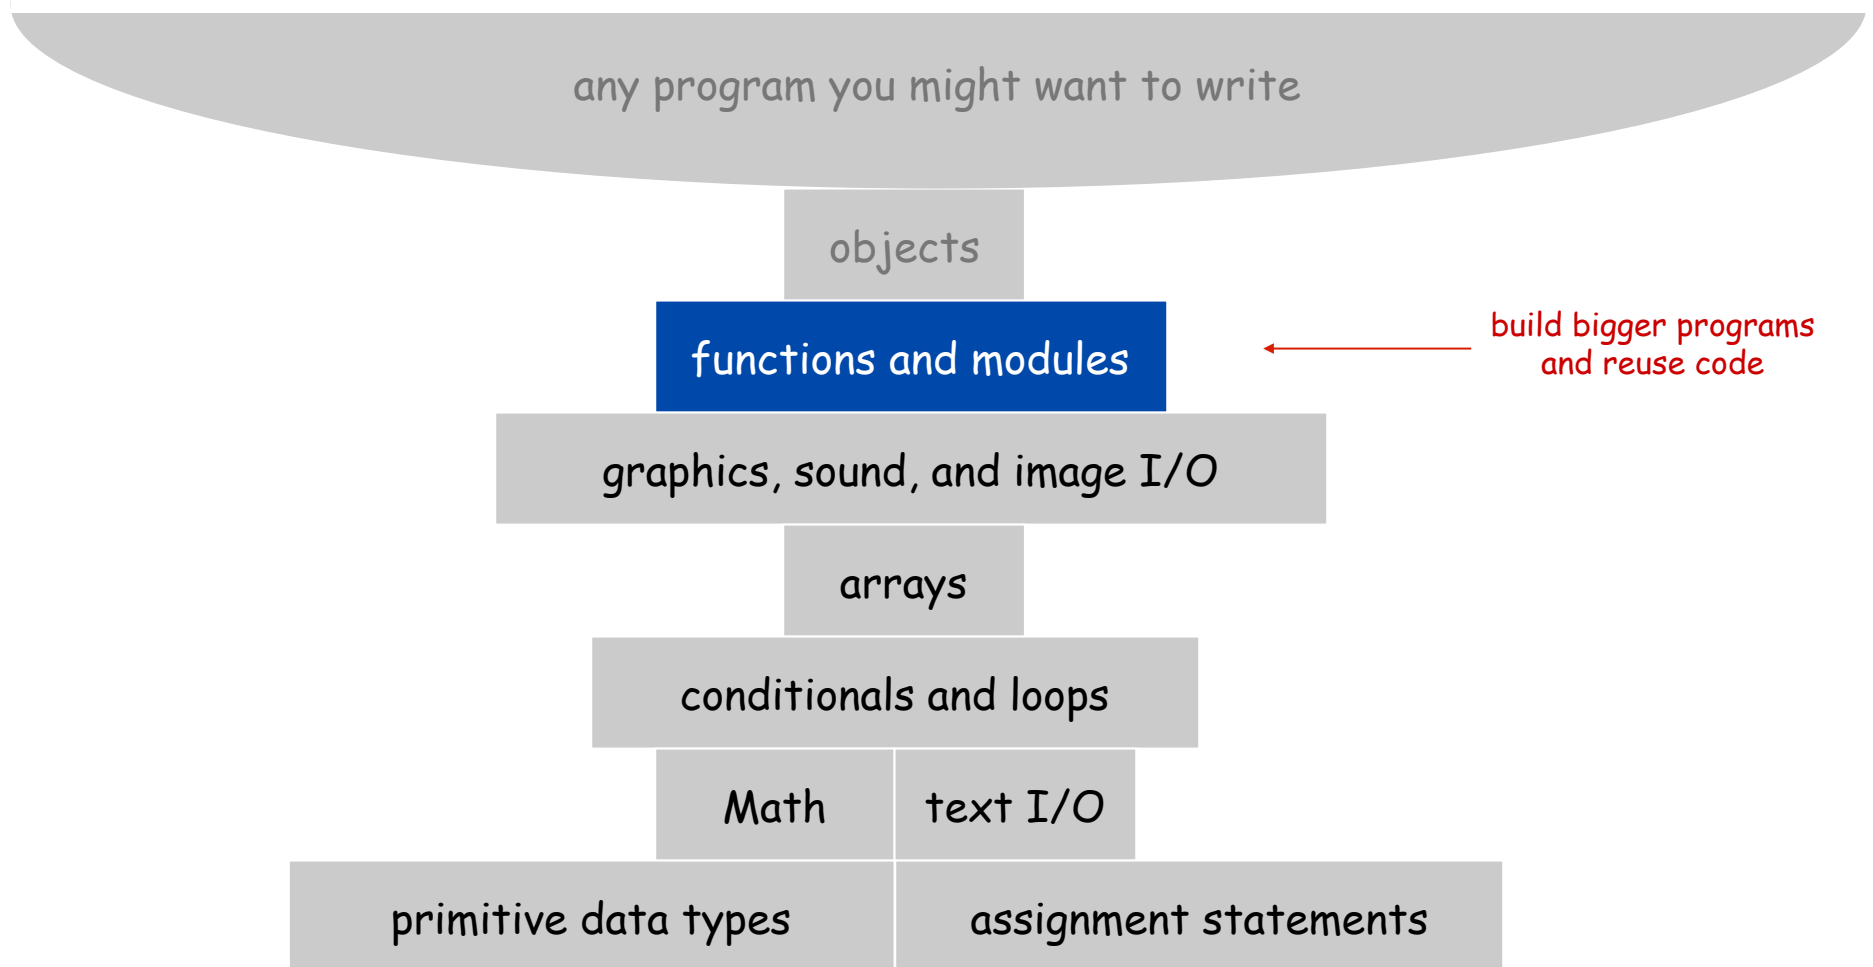 any program you might want to write
objects
functions and modules
build bigger programs
and reuse code
graphics, sound, and image I/O
arrays
conditionals and loops
Math
text I/O
primitive data types
assignment statements